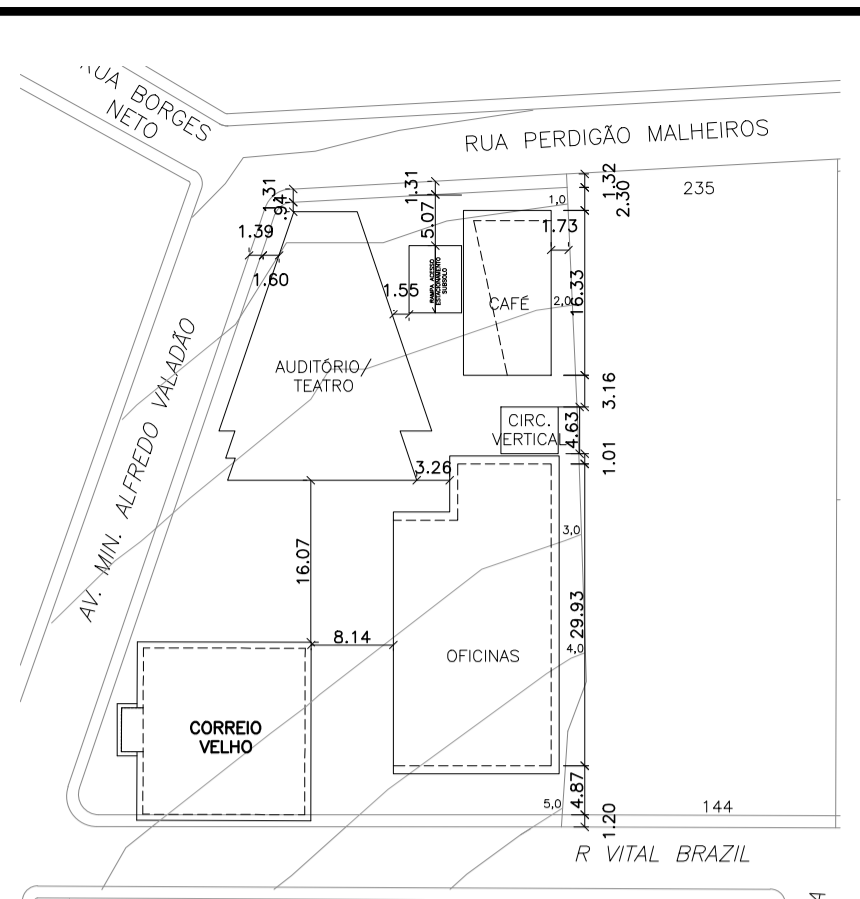 RUA BORGES
NETO
RUA PERDIGÃO MALHEIROS
235
1.31
.94
1.31
1.32
2.30
1,0
5.07
1.39
1.60
1.73
RAMPA ACESSO
ESTACIONAMENTO
SUBSOLO
1.55
CAFÉ
2,0
16.33
AUDITÓRIO/
TEATRO
AV. MIN. ALFREDO VALADÃO
3.16
CIRC.
VERTICAL
4.63
1.01
3.26
3,0
16.07
29.93
8.14
OFICINAS
4,0
CORREIO
VELHO
5,0
4.87
144
1.20
R VITAL BRAZIL